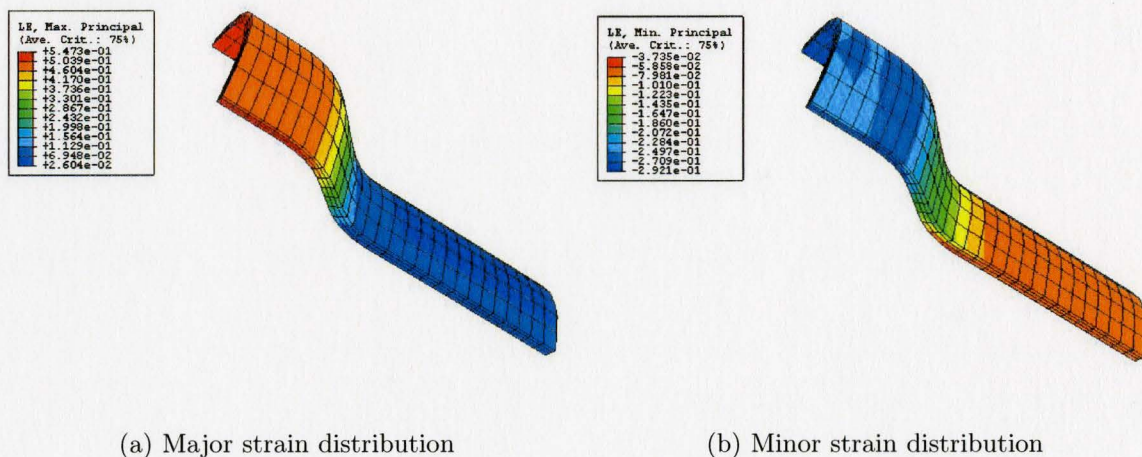 LE, Max. Principal
(Ave. Crit.: 75%)
+5.473e-01
+5.039e-01
+4.604e-01
+4.170e-01
+3.736e-01
+3.301e-01
+2.867e-01
+2.432e-01
+1.998e-01
+1.564e-01
+1.129e-01
+6.948e-02
+2.604e-02
LE, Min. Principal
(Ave. Crit.: 75%)
-3.735e-02
-5.858e-02
-7.981e-02
-1.010e-01
-1.223e-01
-1.435e-01
-1.647e-01
-1.860e-01
-2.072e-01
-2.284e-01
-2.497e-01
-2.709e-01
-2.921e-01
(a) Major strain distribution
(b) Minor strain distribution